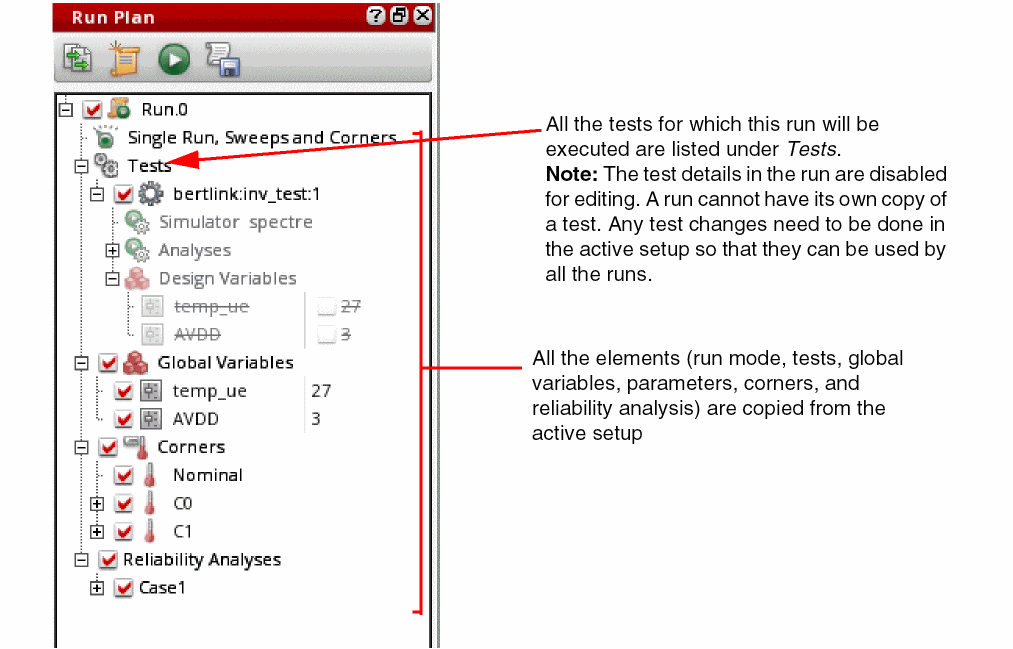 Run Plan
Run.0
Single Run, Sweeps and Corners
Tests
bertlink:inv_test:1
Simulator spectre
Analyses
Design Variables
temp_ue 27
AVDD 3
Global Variables
temp_ue 27
AVDD 3
Corners
Nominal
C0
C1
Reliability Analyses
Case1
All the tests for which this run will be
executed are listed under Tests.
Note: The test details in the run are disabled
for editing. A run cannot have its own copy of
a test. Any test changes need to be done in
the active setup so that they can be used by
all the runs.
All the elements (run mode, tests, global
variables, parameters, corners, and
reliability analysis) are copied from the
active setup